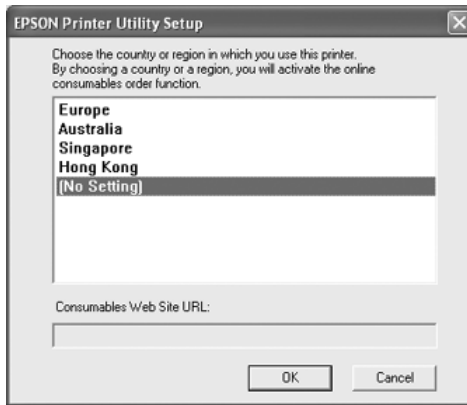 EPSON Printer Utility Setup
Choose the country or region in which you use this printer.
By choosing a country or a region, you will activate the online
consumables order function.
Europe
Australia
Singapore
Hong Kong
(No Setting)
Consumables Web Site URL:
OK
Cancel